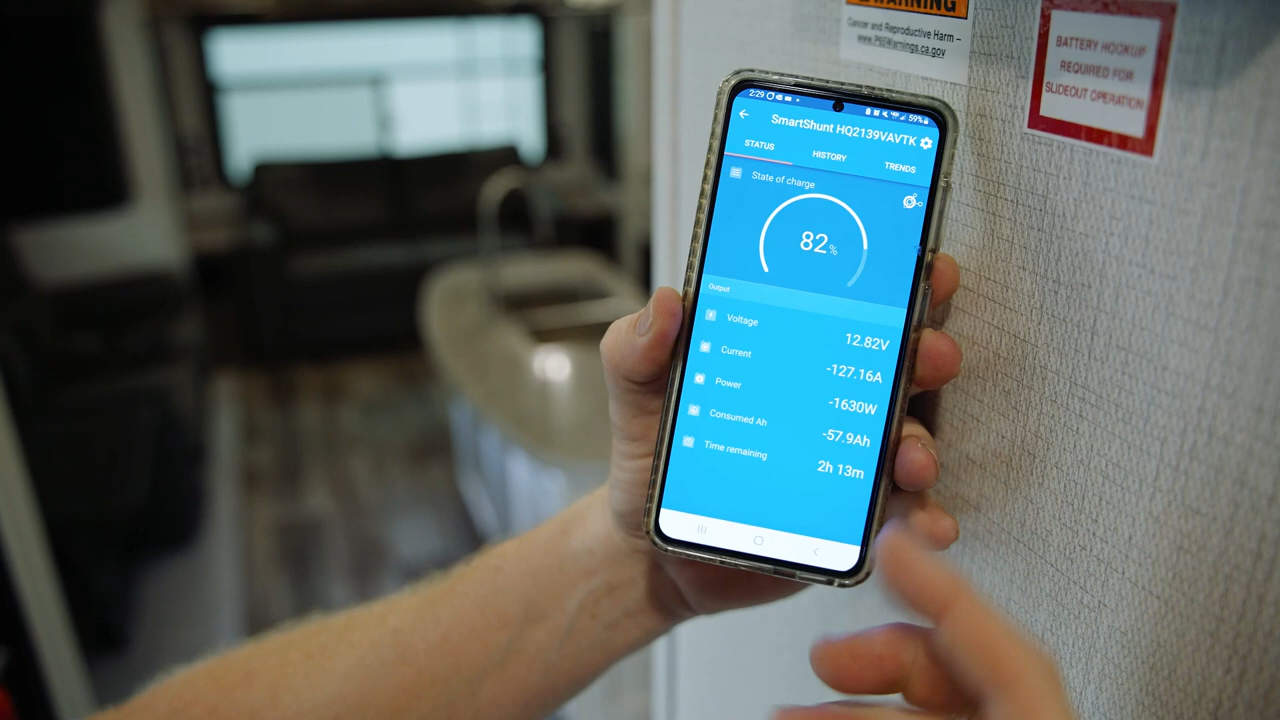 WARNING
Cancer and Reproductive Harm –
www.P65Warnings.ca.gov
BATTERY HOOKUP
REQUIRED FOR
SLIDEOUT OPERATION
2:29
59%
SmartShunt HQ2139VAVTK
STATUS HISTORY TRENDS
State of charge
82%
Output
Voltage 12.82V
Current -127.16A
Power -1630W
Consumed Ah -57.9Ah
Time remaining 2h 13m